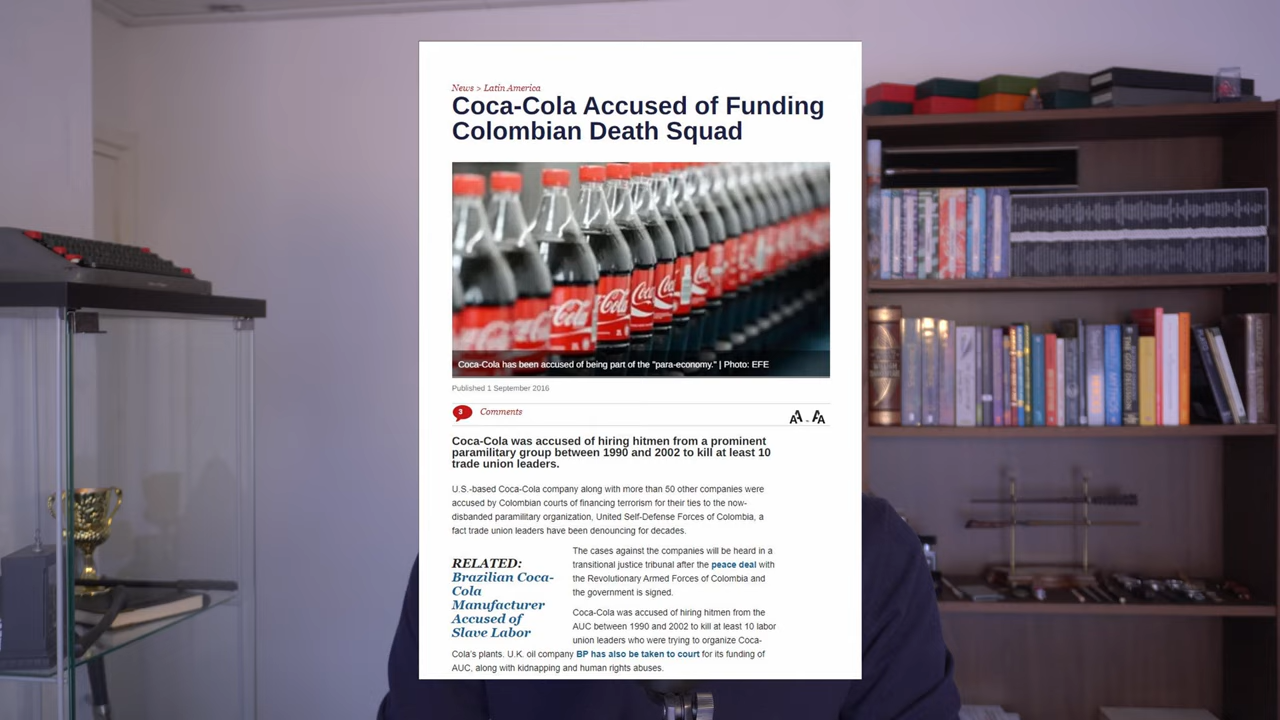 News > Latin America
Coca-Cola Accused of Funding
Colombian Death Squad
Coca-Cola has been accused of being part of the "para-economy." | Photo: EFE
Published 1 September 2016
3 Comments
A A - A A
Coca-Cola was accused of hiring hitmen from a prominent
paramilitary group between 1990 and 2002 to kill at least 10
trade union leaders.
U.S.-based Coca-Cola company along with more than 50 other companies were
accused by Colombian courts of financing terrorism for their ties to the now-
disbanded paramilitary organization, United Self-Defense Forces of Colombia, a
fact trade union leaders have been denouncing for decades.
RELATED:
Brazilian Coca-
Cola
Manufacturer
Accused of
Slave Labor
The cases against the companies will be heard in a
transitional justice tribunal after the peace deal with
the Revolutionary Armed Forces of Colombia and
the government is signed.
Coca-Cola was accused of hiring hitmen from the
AUC between 1990 and 2002 to kill at least 10 labor
union leaders who were trying to organize Coca-
Cola's plants. U.K. oil company BP has also be taken to court for its funding of
AUC, along with kidnapping and human rights abuses.